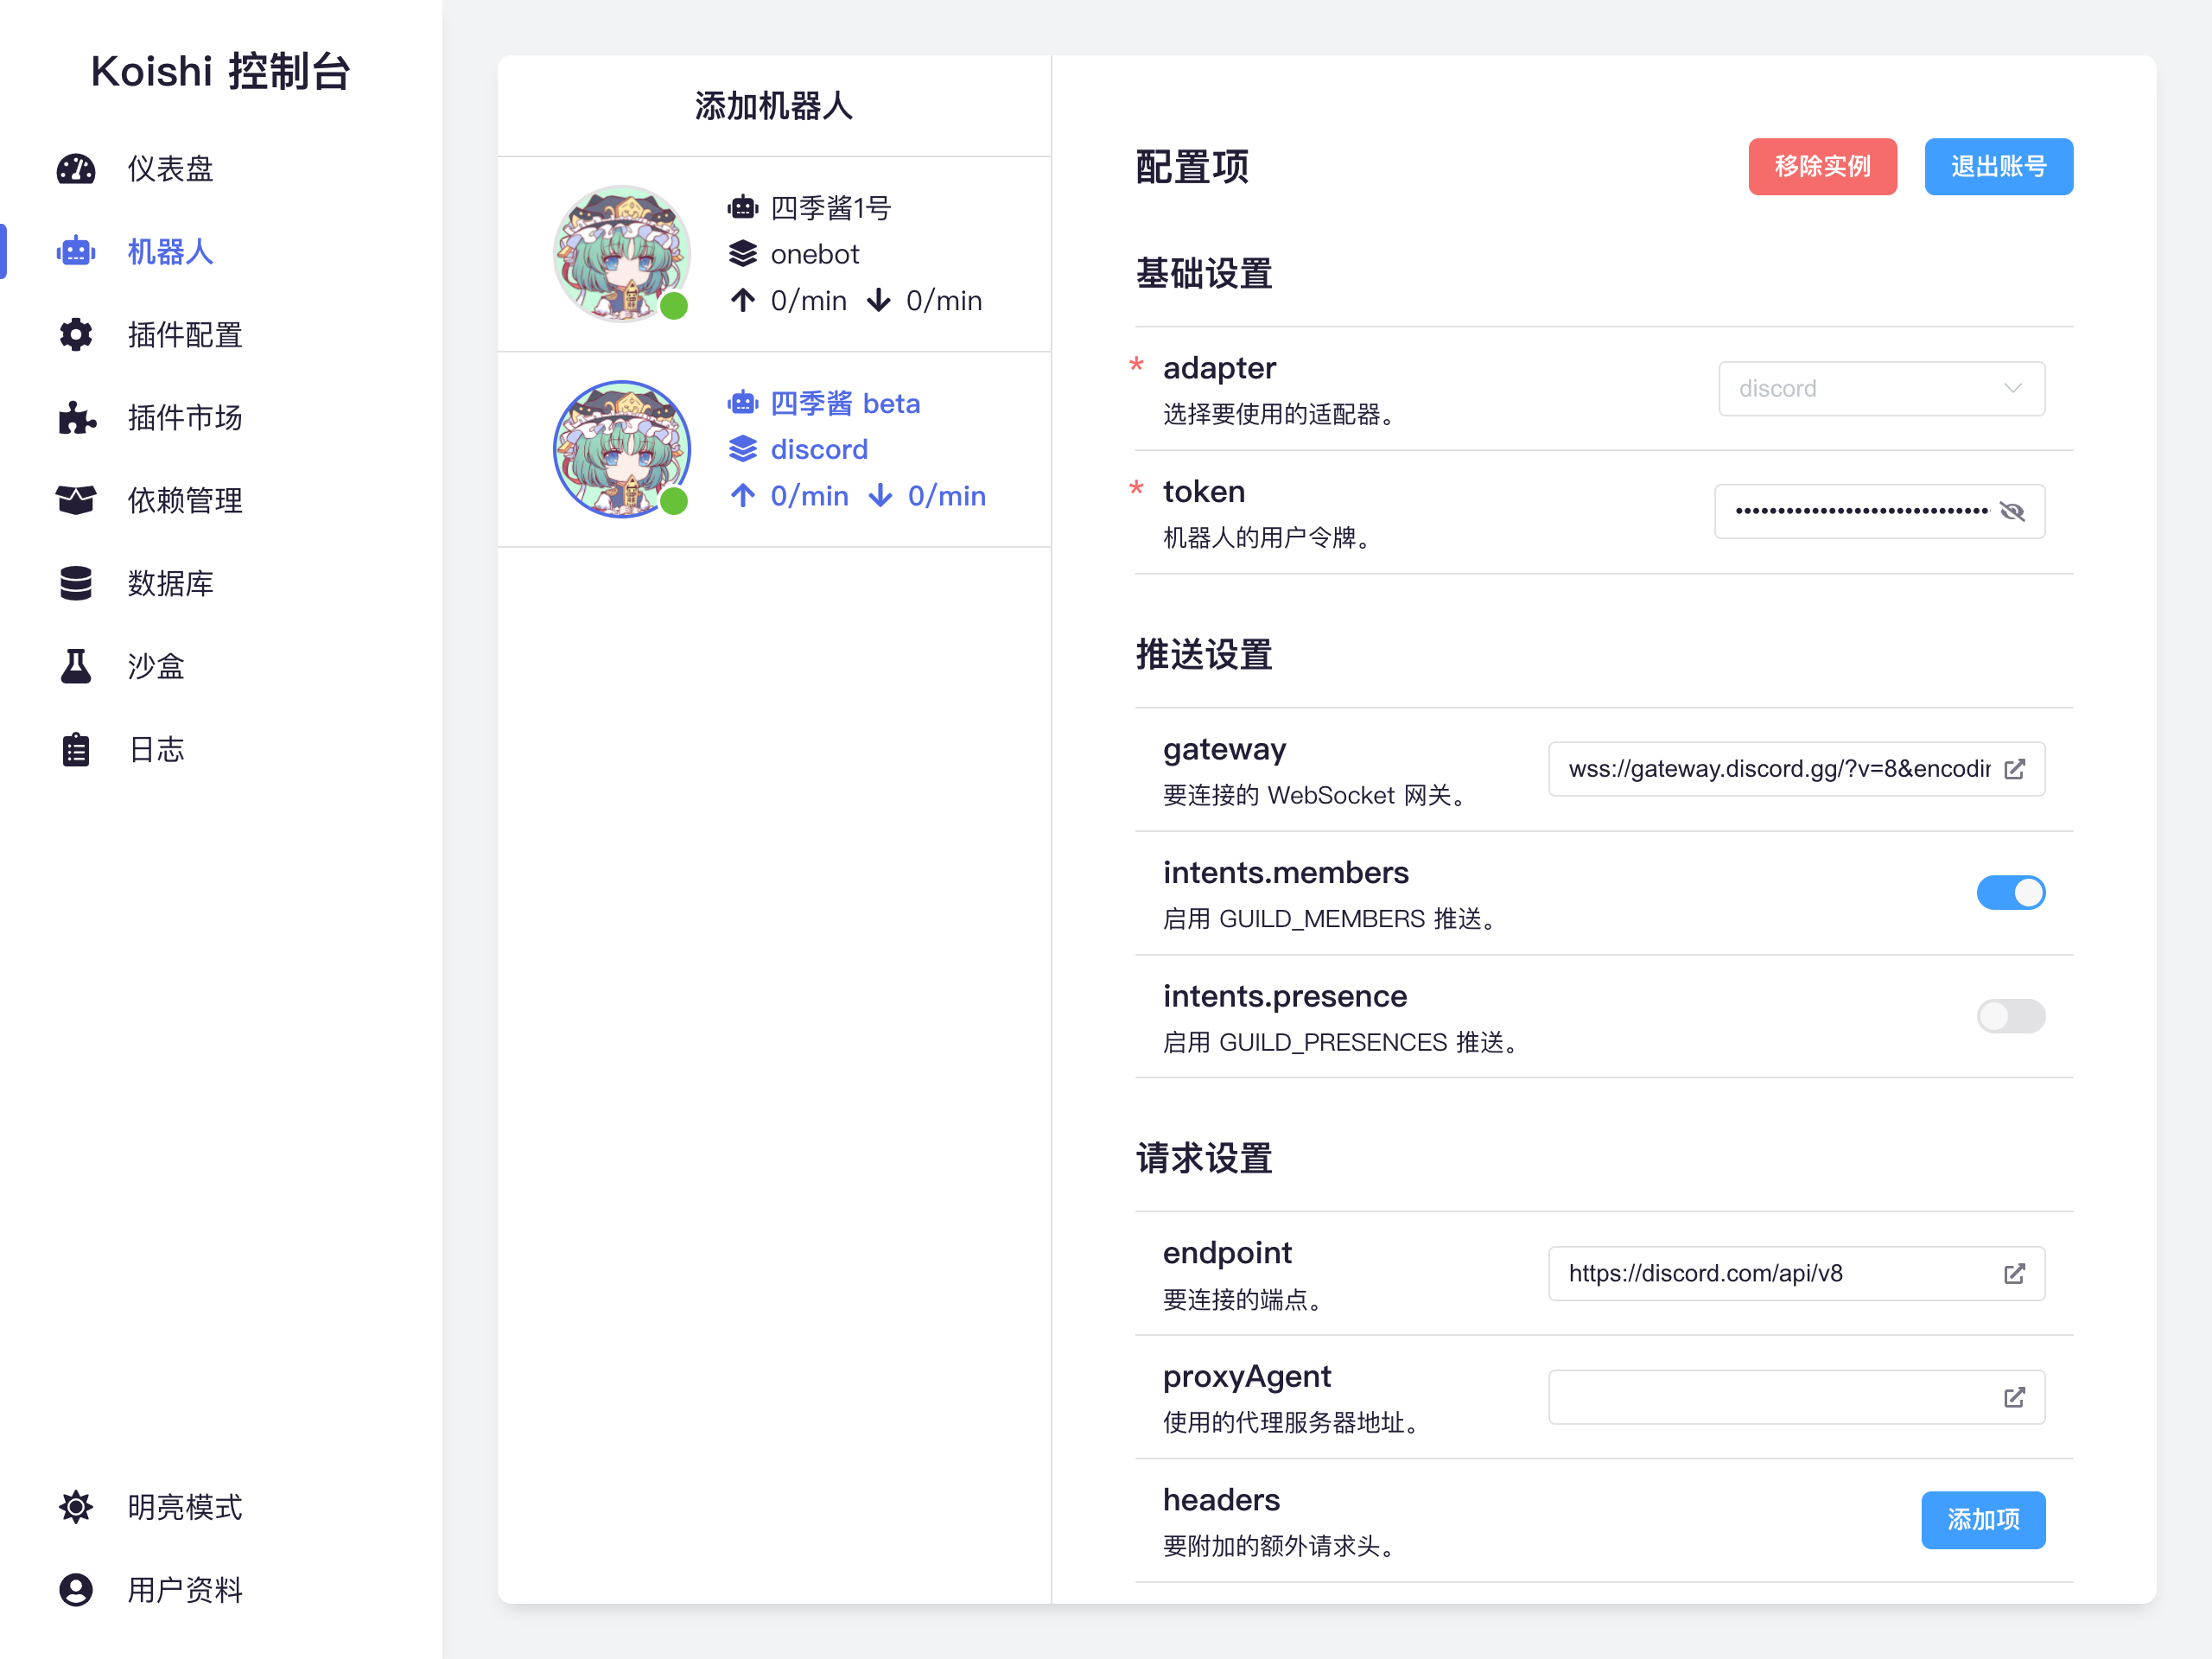 Koishi 控制台
仪表盘
机器人
插件配置
插件市场
依赖管理
数据库
沙盒
日志
明亮模式
用户资料
添加机器人
四季酱1号
onebot
0/min 0/min
四季酱 beta
discord
0/min 0/min
配置项
移除实例
退出账号
基础设置
* adapter
选择要使用的适配器。
discord
* token
机器人的用户令牌。
••••••••••••••••••••••••••••••
推送设置
gateway
要连接的 WebSocket 网关。
wss://gateway.discord.gg/?v=8&encodin
intents.members
启用 GUILD_MEMBERS 推送。
intents.presence
启用 GUILD_PRESENCES 推送。
请求设置
endpoint
要连接的端点。
https://discord.com/api/v8
proxyAgent
使用的代理服务器地址。
headers
要附加的额外请求头。
添加项